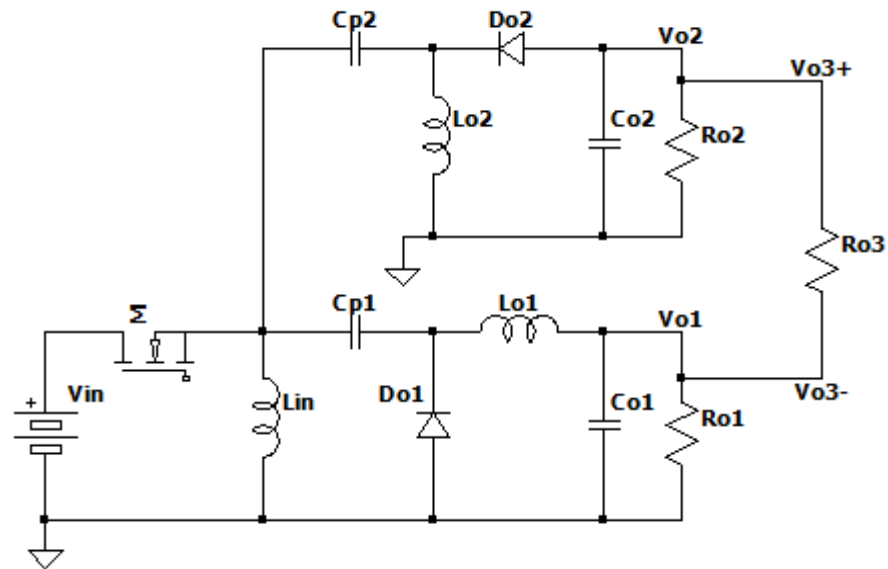 Cp2
Do2
Vo2
Vo3+
Lo2
Co2
Ro2
Ro3
Cp1
Lo1
Vo1
M
Vin
+
Lin
Do1
Co1
Ro1
Vo3-